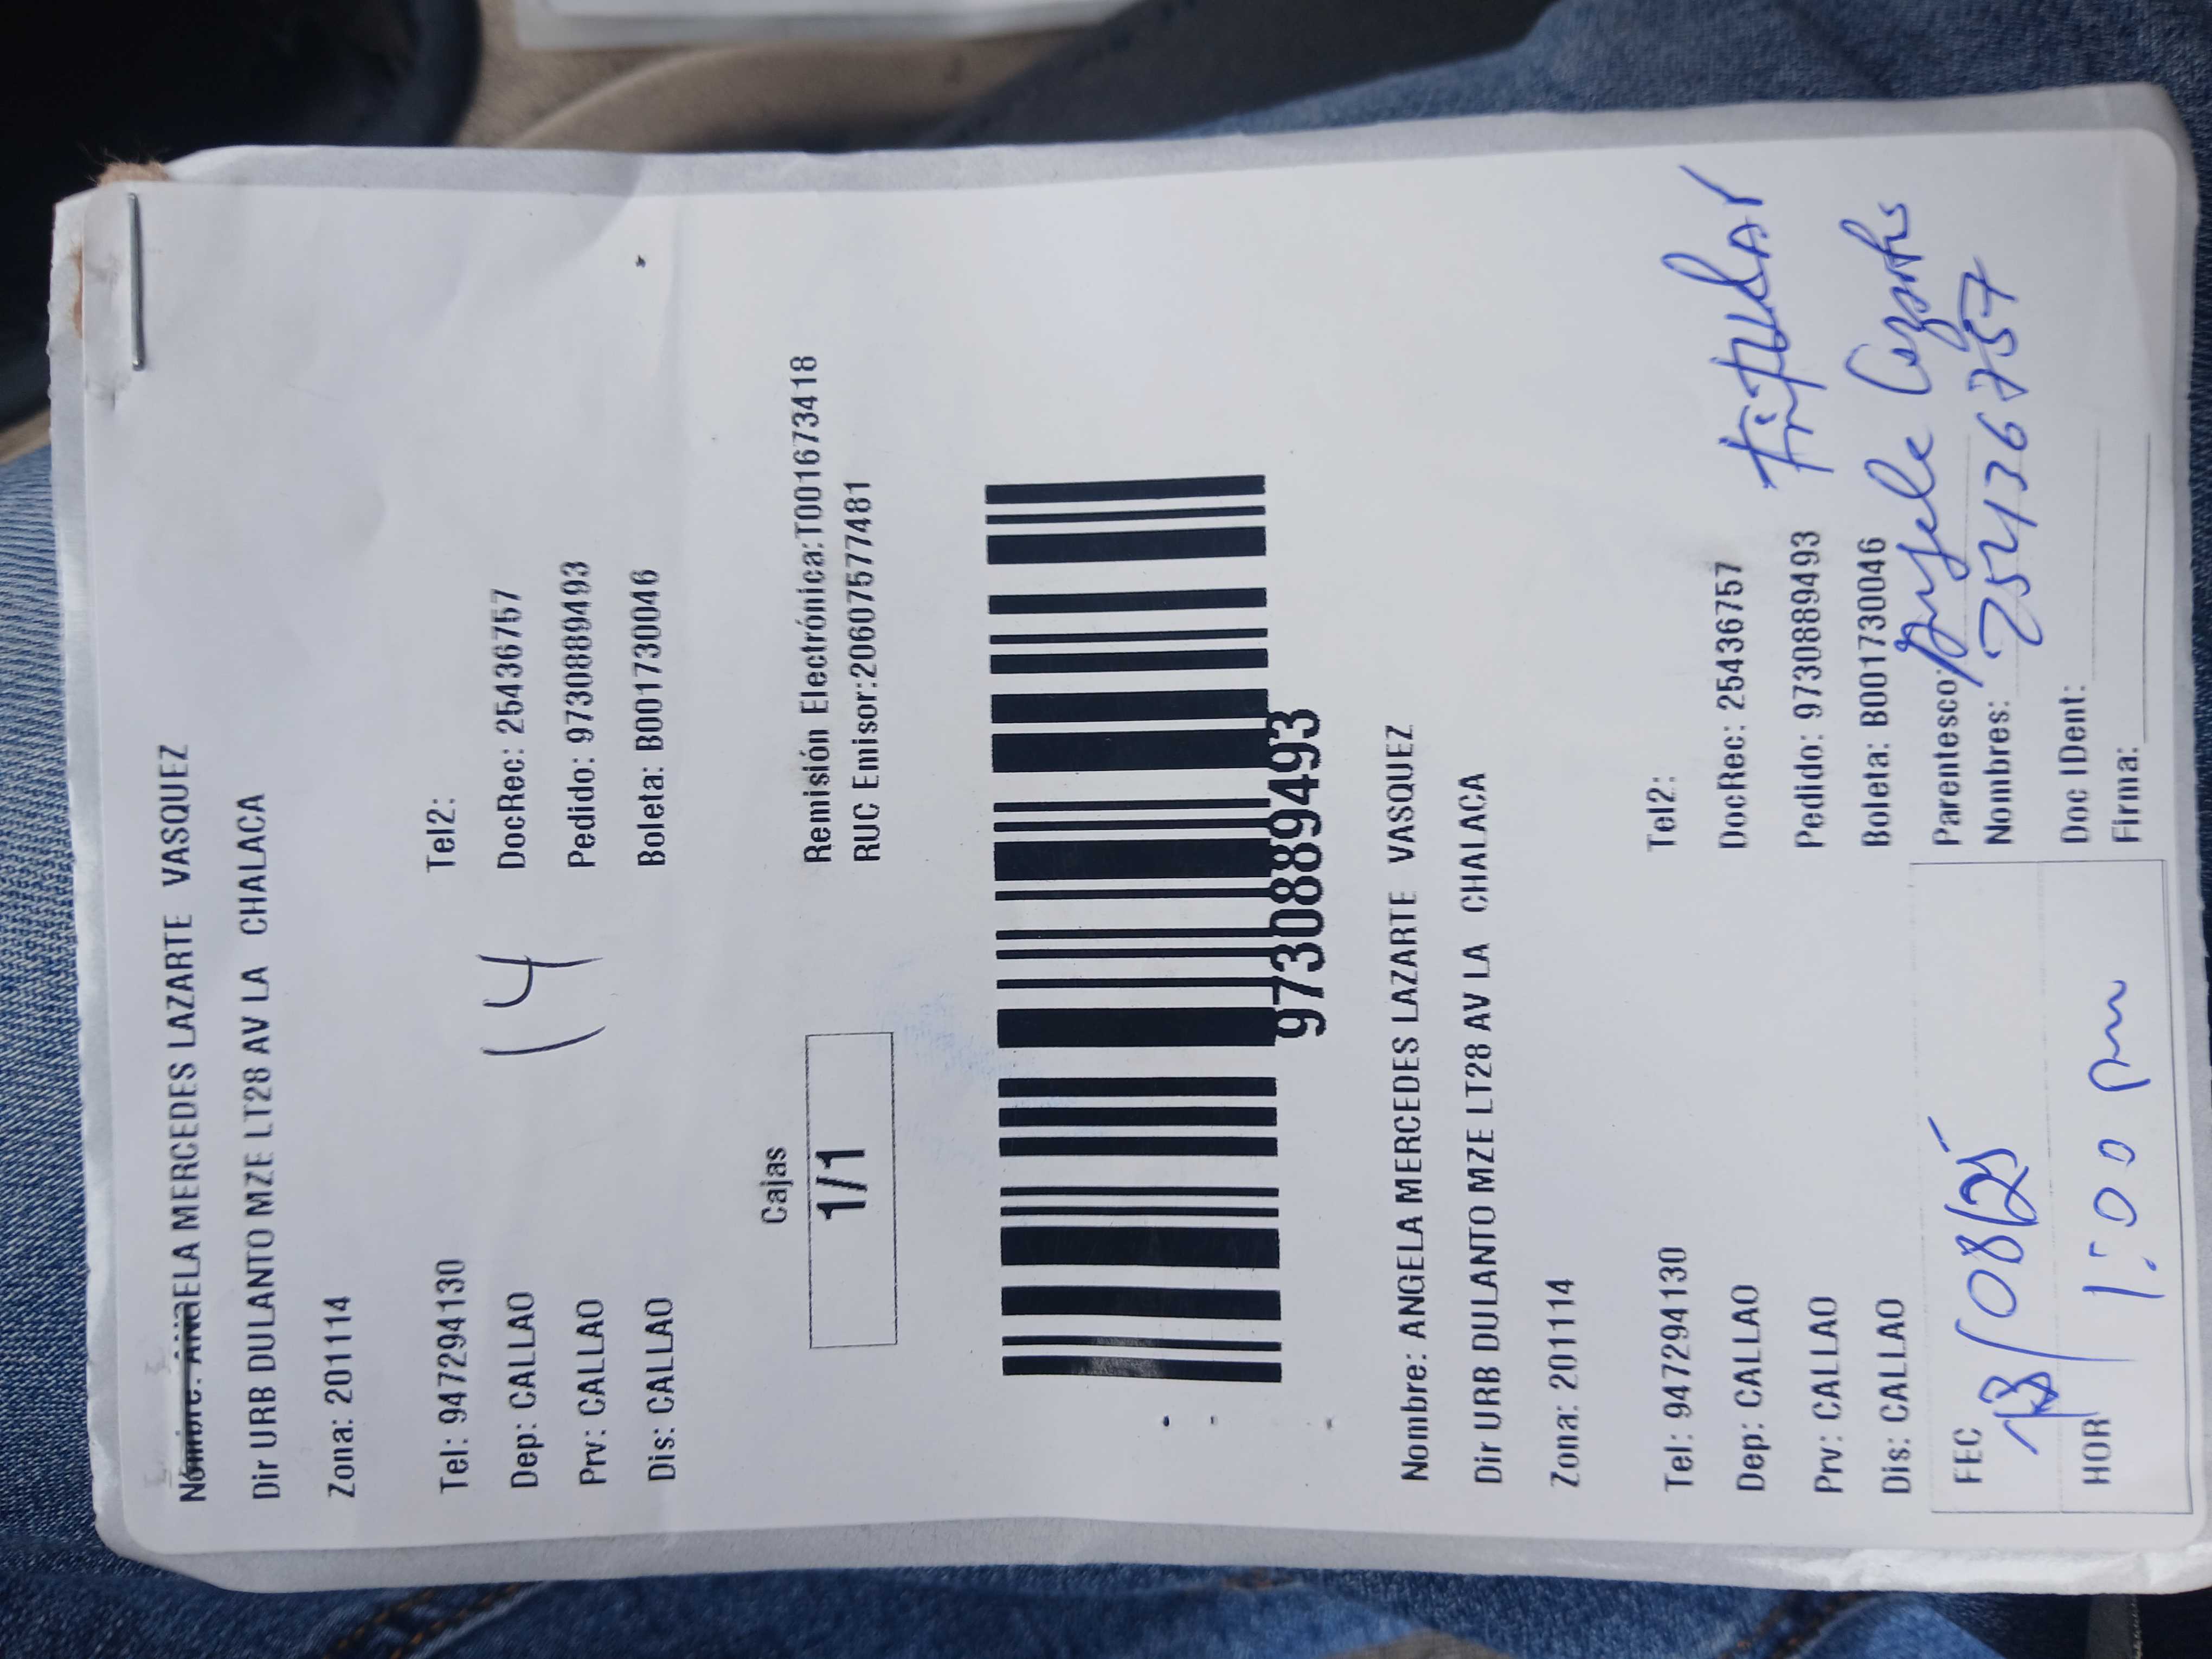 Nombre: ANGELA MERCEDES LAZARTE VASQUEZ
Dir URB DULANTO MZE LT28 AV LA CHALACA
Zona: 201114
Tel: 947294130 Tel2:
Dep: CALLAO DocRec: 25436757
14
Prv: CALLAO Pedido: 9730889493
Dis: CALLAO Boleta: B001730046
Cajas
1/1
Remisión Electrónica:T001673418
RUC Emisor:20607577481
9730889493
Nombre: ANGELA MERCEDES LAZARTE VASQUEZ
Dir URB DULANTO MZE LT28 AV LA CHALACA
Zona: 201114
Tel: 947294130 Tel2:
Dep: CALLAO DocRec: 25436757
titular
Prv: CALLAO Pedido: 9730889493
Dis: CALLAO Boleta: B001730046
FEC /08/25
HOR 1:00 pm
Parentesco: Angela
Nombres: 25436757
Doc IDent:
Firma: